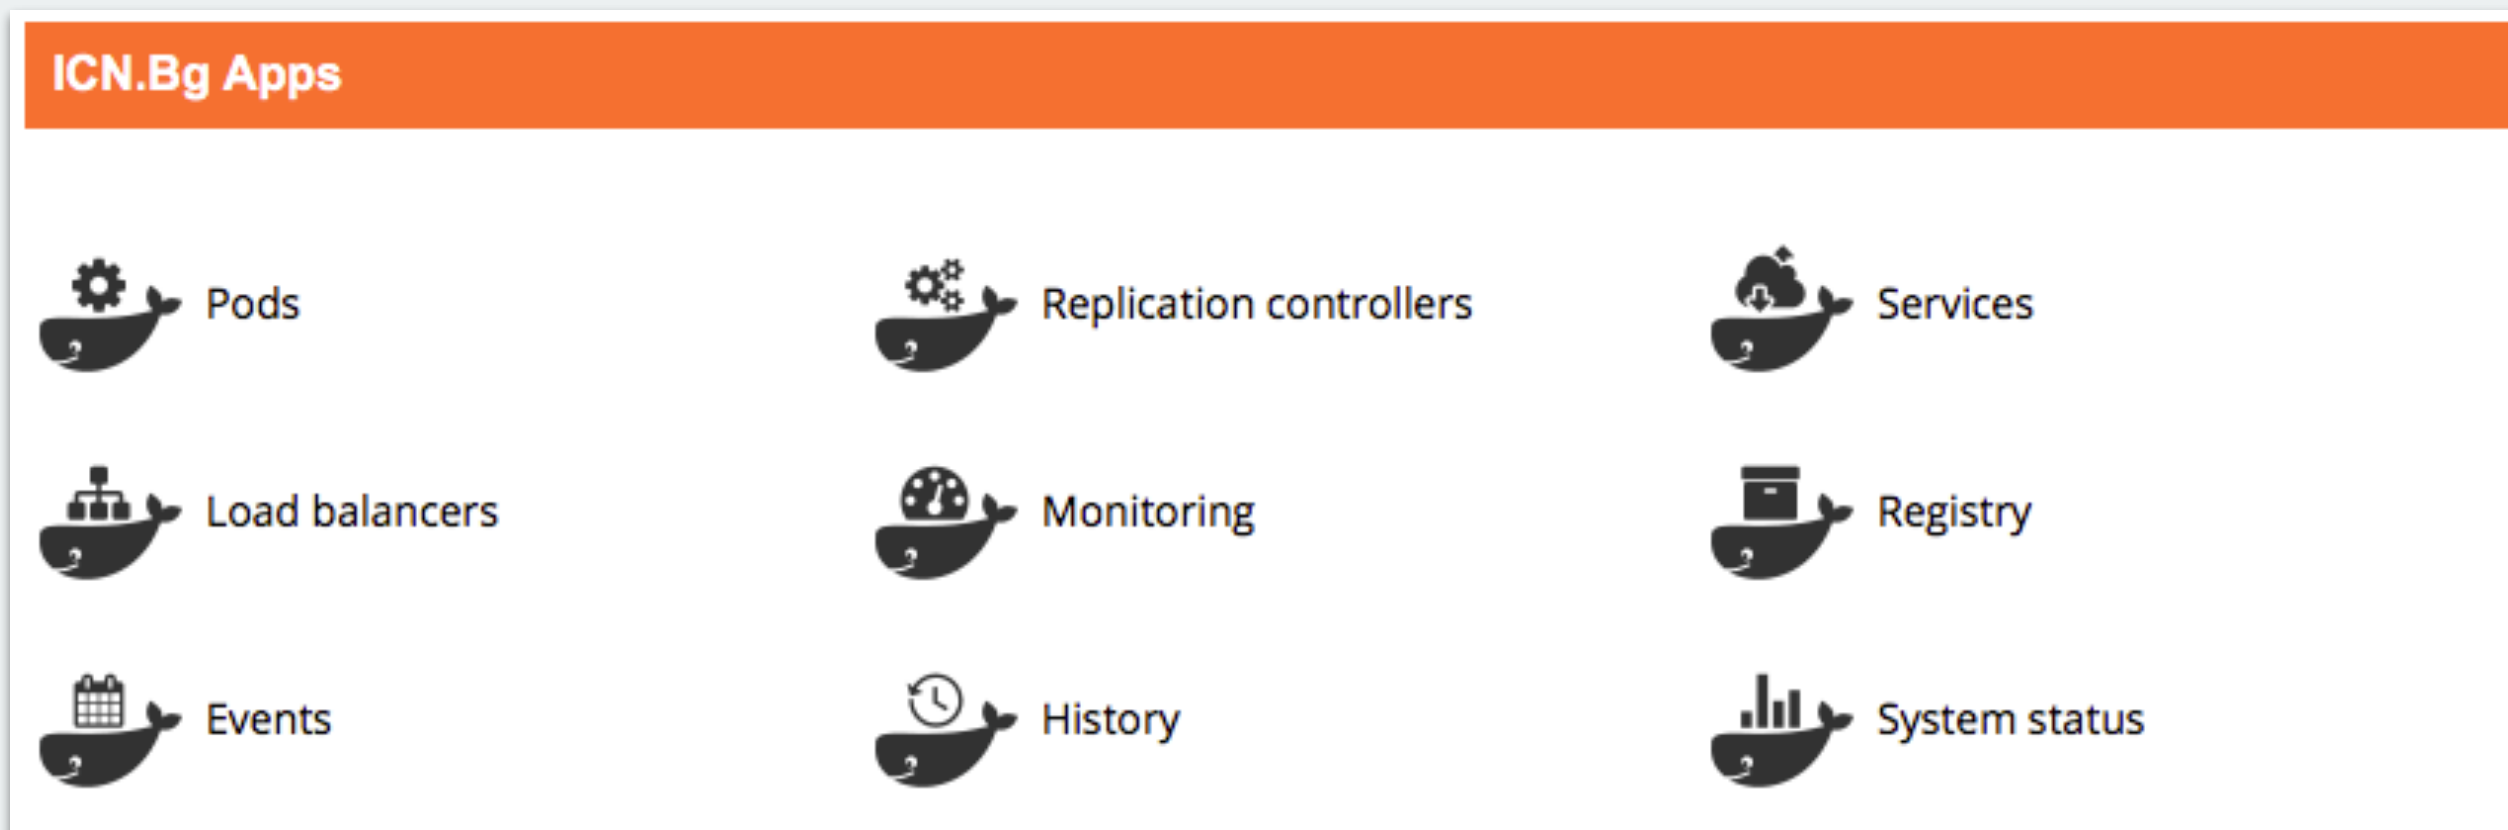 ICN.Bg Apps
Pods
Replication controllers
Services
Load balancers
Monitoring
Registry
Events
History
System status